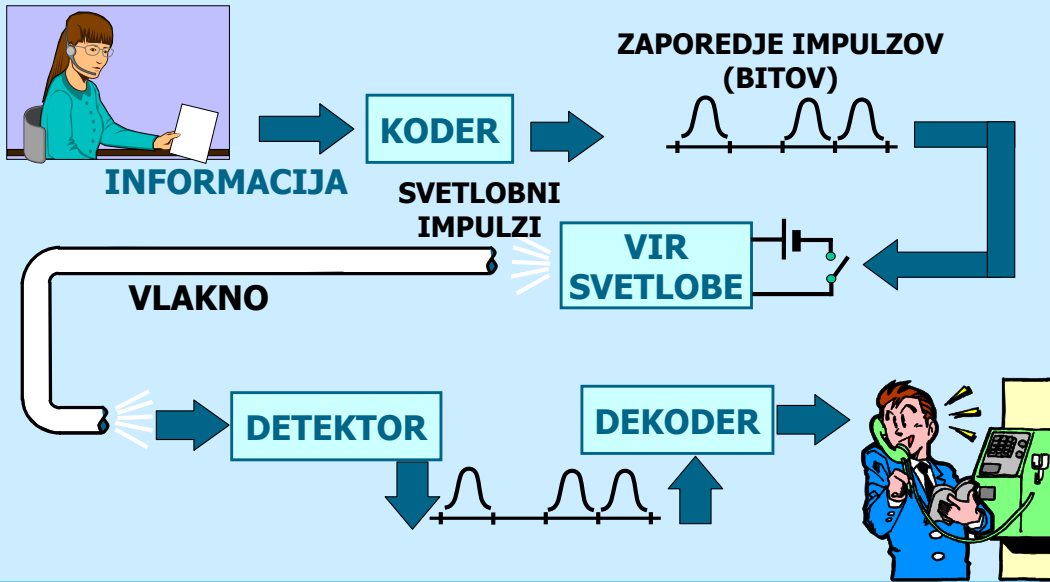 ZAPOREDJE IMPULZOV
(BITOV)
KODER
INFORMACIJA
SVETLOBNI
IMPULZI
VIR
SVETLOBE
VLAKNO
DETEKTOR
DEKODER